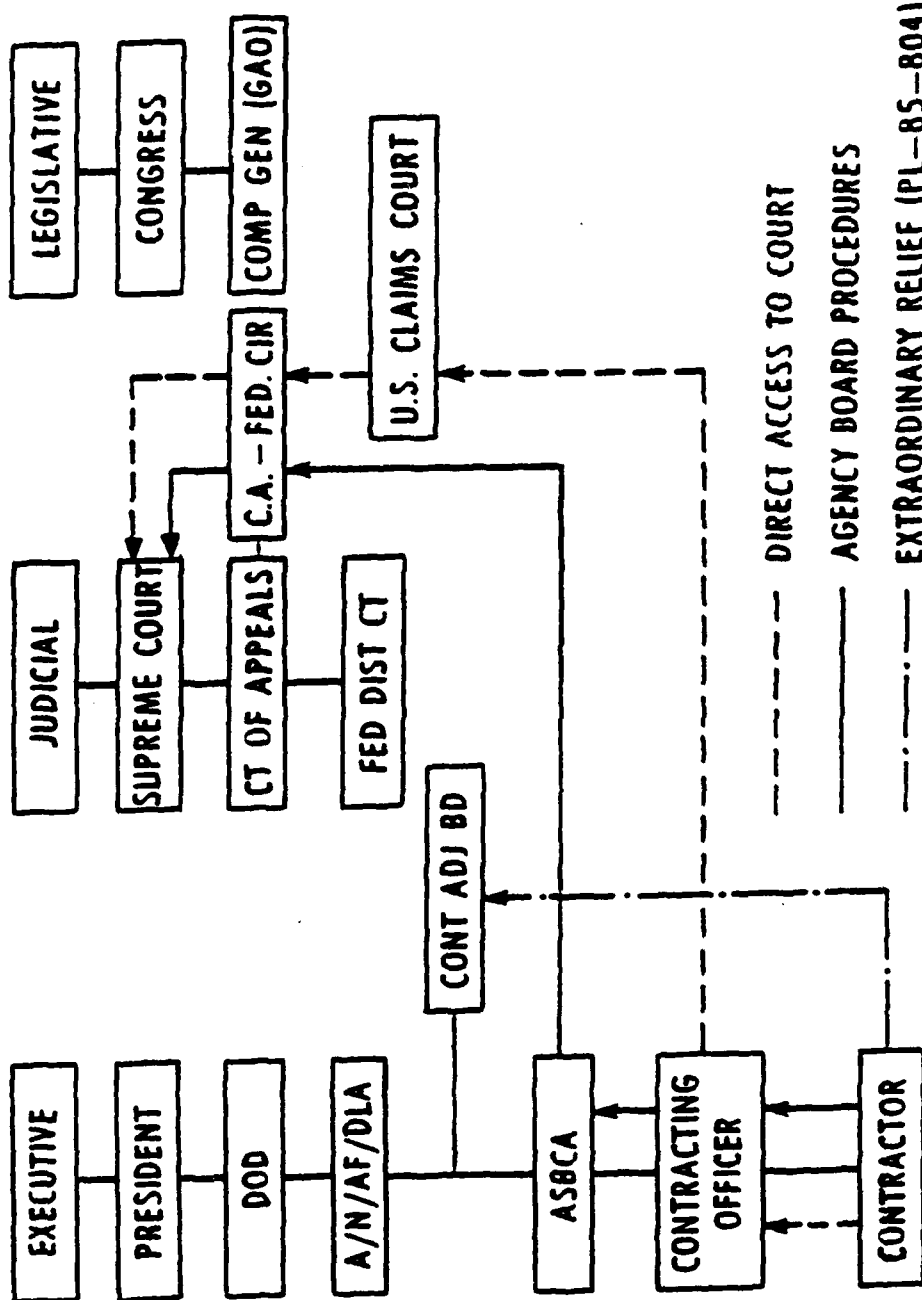 EXECUTIVE
PRESIDENT
DOD
A/N/AF/DLA
ASBCA
CONTRACTING
OFFICER
CONTRACTOR
CONT ADJ BD
JUDICIAL
SUPREME COURT
CT OF APPEALS
FED DIST CT
C.A. – FED. CIR
U.S. CLAIMS COURT
LEGISLATIVE
CONGRESS
COMP GEN (GAO)
DIRECT ACCESS TO COURT
AGENCY BOARD PROCEDURES
EXTRAORDINARY RELIEF (PL–85–804)